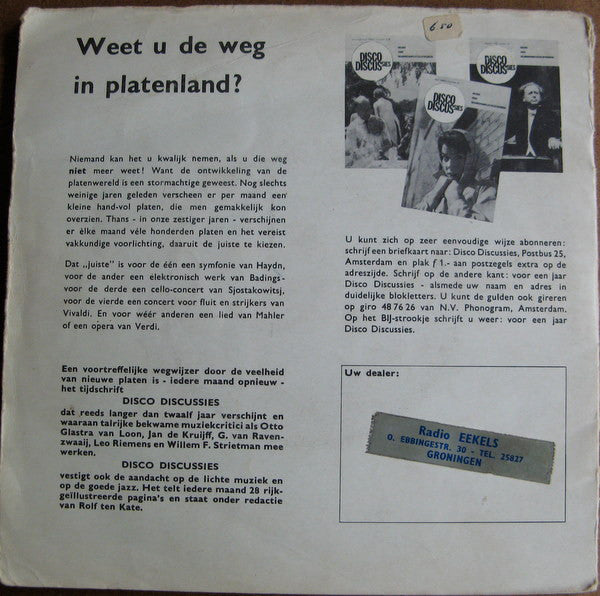 Weet u de weg
in platenland?
6.50
DISCO
DISCUSSIES
DISCO
DISCUSSIES
DISCO
DISCUSSIES
Niemand kan het u kwalijk nemen, als u die weg
niet meer weet! Want de ontwikkeling van de
platenwereld is een stormachtige geweest. Nog slechts
weinige jaren geleden verscheen er per maand een
kleine hand-vol platen, die men gemakkelijk kon
overzien. Thans - in onze zestiger jaren - verschijnen
er èlke maand véle honderden platen en het vereist
vakkundige voorlichting, daaruit de juiste te kiezen.
Dat „juiste" is voor de één een symfonie van Haydn,
voor de ander een elektronisch werk van Badings-
voor de derde een cello-concert van Sjostakowitsj,
voor de vierde een concert voor fluit en strijkers van
Vivaldi. En voor wéér anderen een lied van Mahler
of een opera van Verdi.
Een voortreffelijke wegwijzer door de veelheid
van nieuwe platen is - iedere maand opnieuw -
het tijdschrift
DISCO DISCUSSIES
dat reeds langer dan twaalf jaar verschijnt en
waaraan talrijke bekwame muziekcritici als Otto
Glastra van Loon, Jan de Kruijff, G. van Raven-
zwaaij, Leo Riemens en Willem F. Strietman mee
werken.
DISCO DISCUSSIES
vestigt ook de aandacht op de lichte muziek en
op de goede jazz. Het telt iedere maand 28 rijk-
geïllustreerde pagina's en staat onder redactie
van Rolf ten Kate.
U kunt zich op zeer eenvoudige wijze abonneren:
schrijf een briefkaart naar: Disco Discussies, Postbus 25,
Amsterdam en plak ƒ 1.- aan postzegels extra op de
adreszijde. Schrijf op de andere kant: voor een jaar
Disco Discussies - alsmede uw naam en adres in
duidelijke blokletters. U kunt de gulden ook gireren
op giro 48 76 26 van N.V. Phonogram, Amsterdam.
Op het BIJ-strookje schrijft u weer: voor een jaar
Disco Discussies.
Uw dealer:
Radio EEKELS
O. EBBINGESTR. 30 - TEL. 25827
GRONINGEN